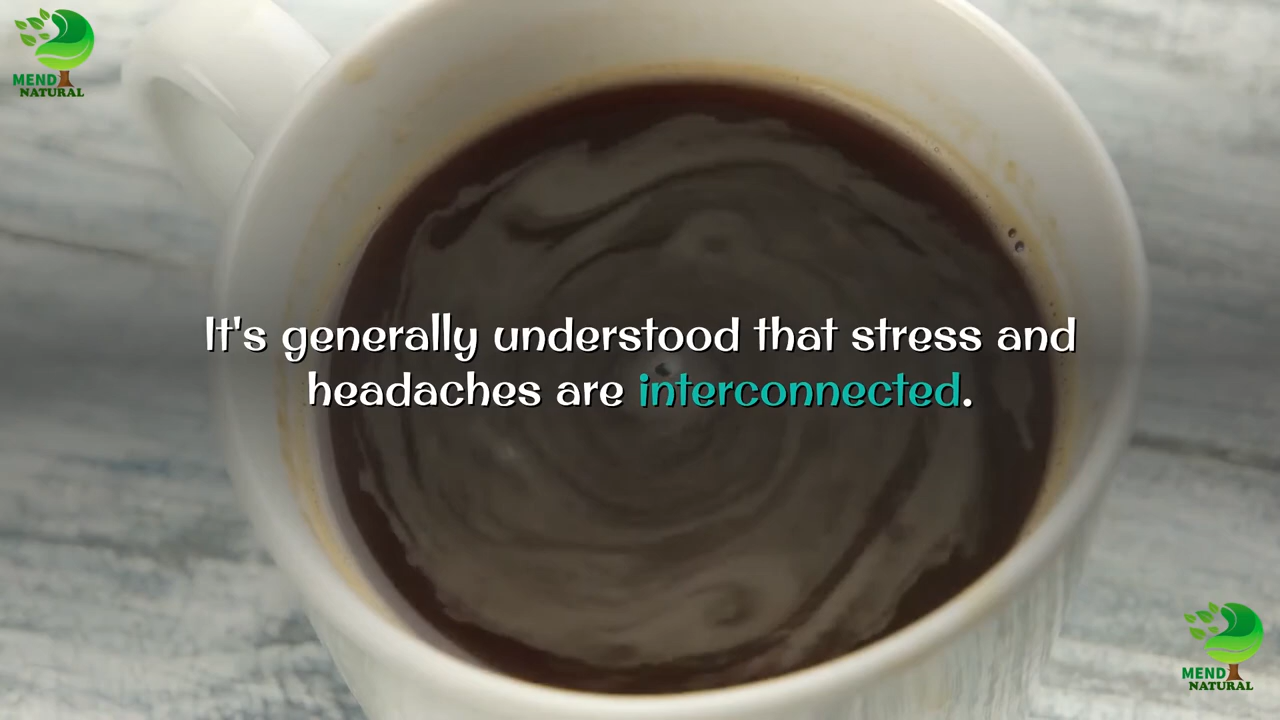 MEND
NATURAL
It's generally understood that stress and
headaches are interconnected.
MEND
NATURAL